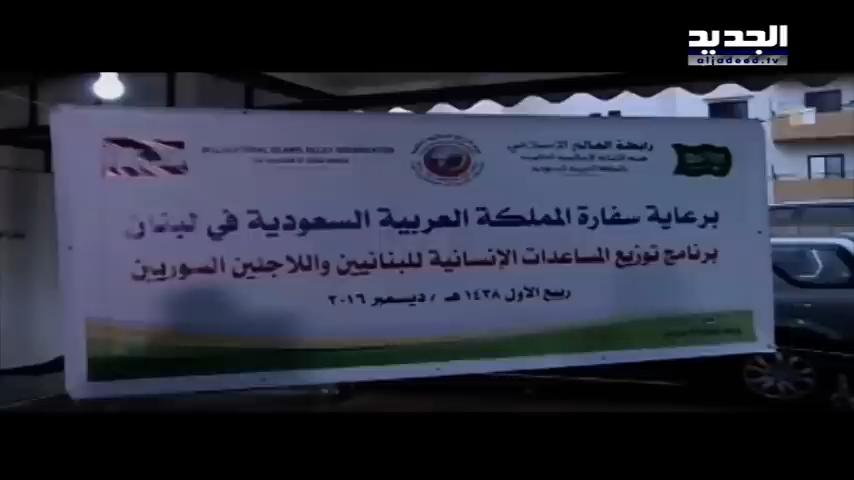 الجديد
aljadeed.tv
رابطة العالم الإسلامي
برعاية سفارة المملكة العربية السعودية في لبنان
برنامج توزيع المساعدات الإنسانية للبنانيين واللاجئين السوريين
ربيع الاول ١٤٣٨ هـ / ديسمبر ٢٠١٦